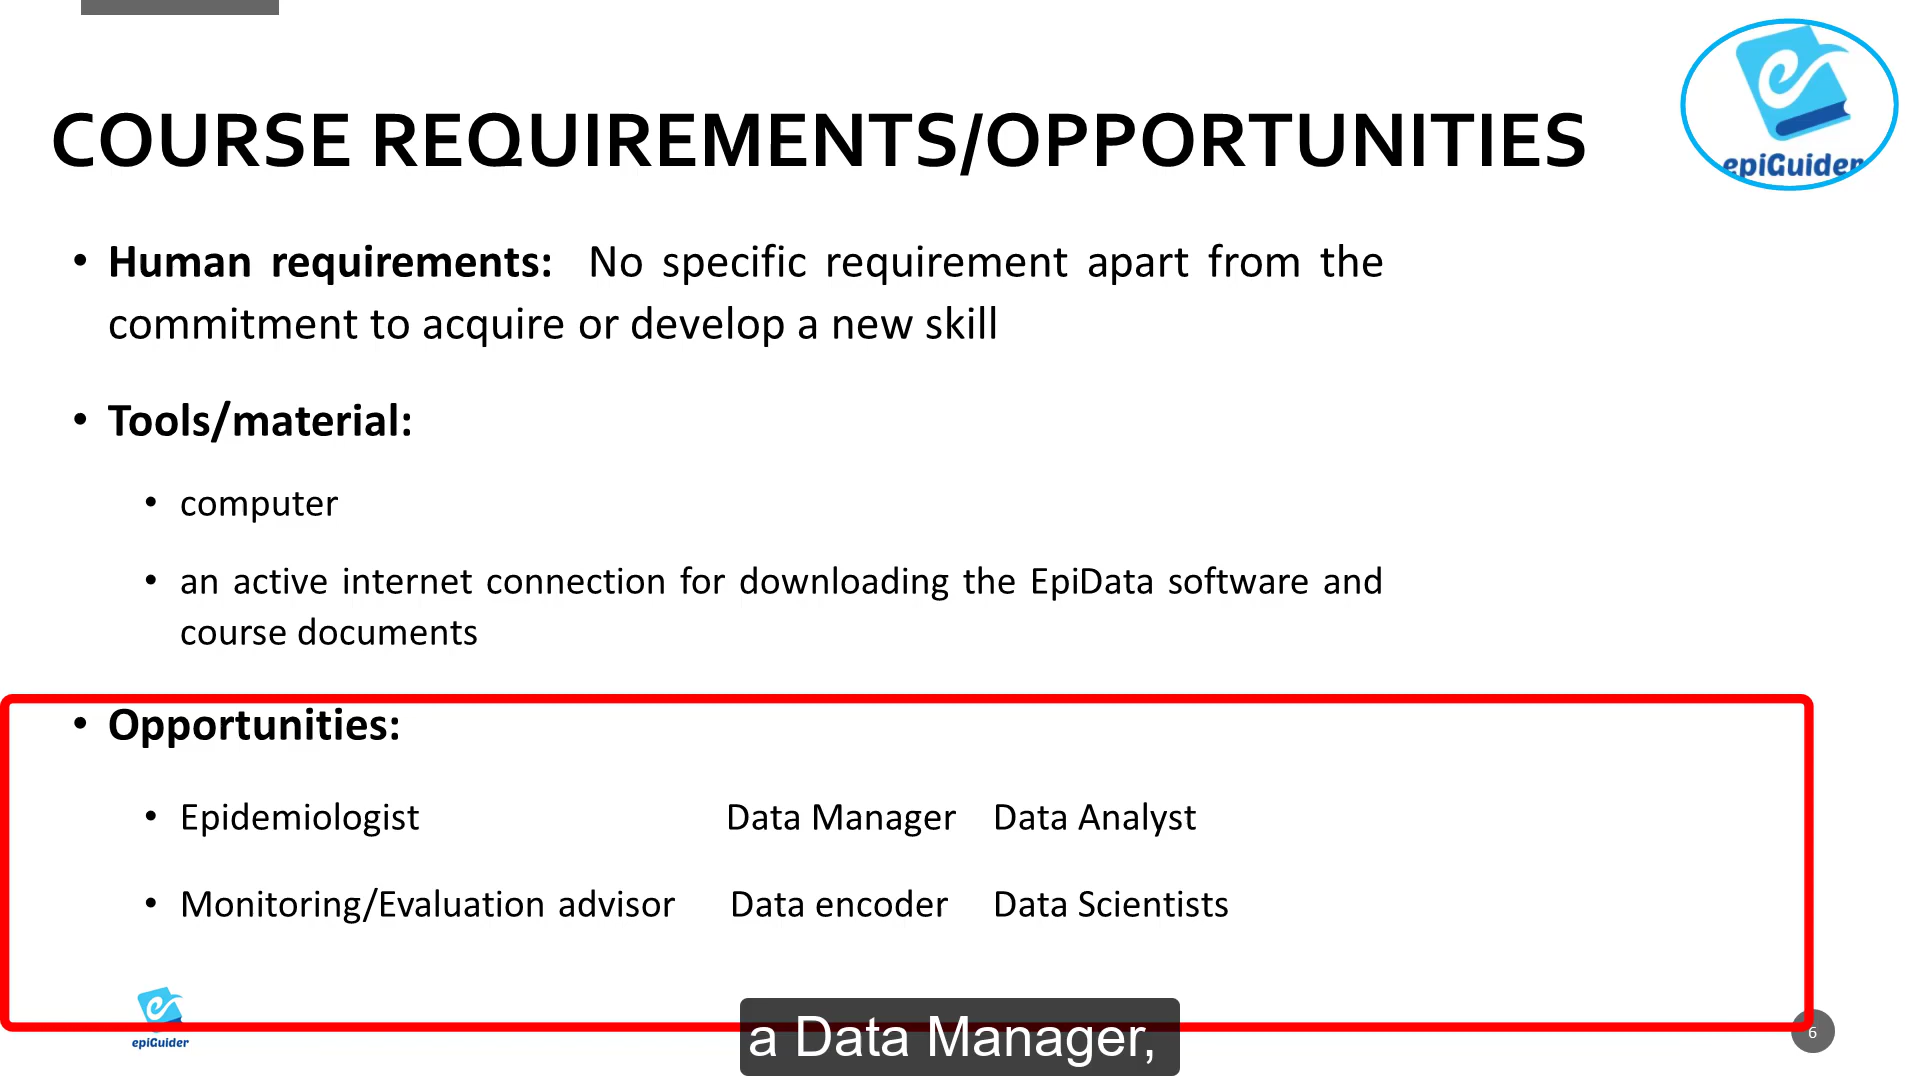 COURSE REQUIREMENTS/OPPORTUNITIES
epiGuider
• Human requirements: No specific requirement apart from the
commitment to acquire or develop a new skill
• Tools/material:
• computer
• an active internet connection for downloading the EpiData software and
course documents
• Opportunities:
• Epidemiologist Data Manager Data Analyst
• Monitoring/Evaluation advisor Data encoder Data Scientists
epiGuider
a Data Manager,
6